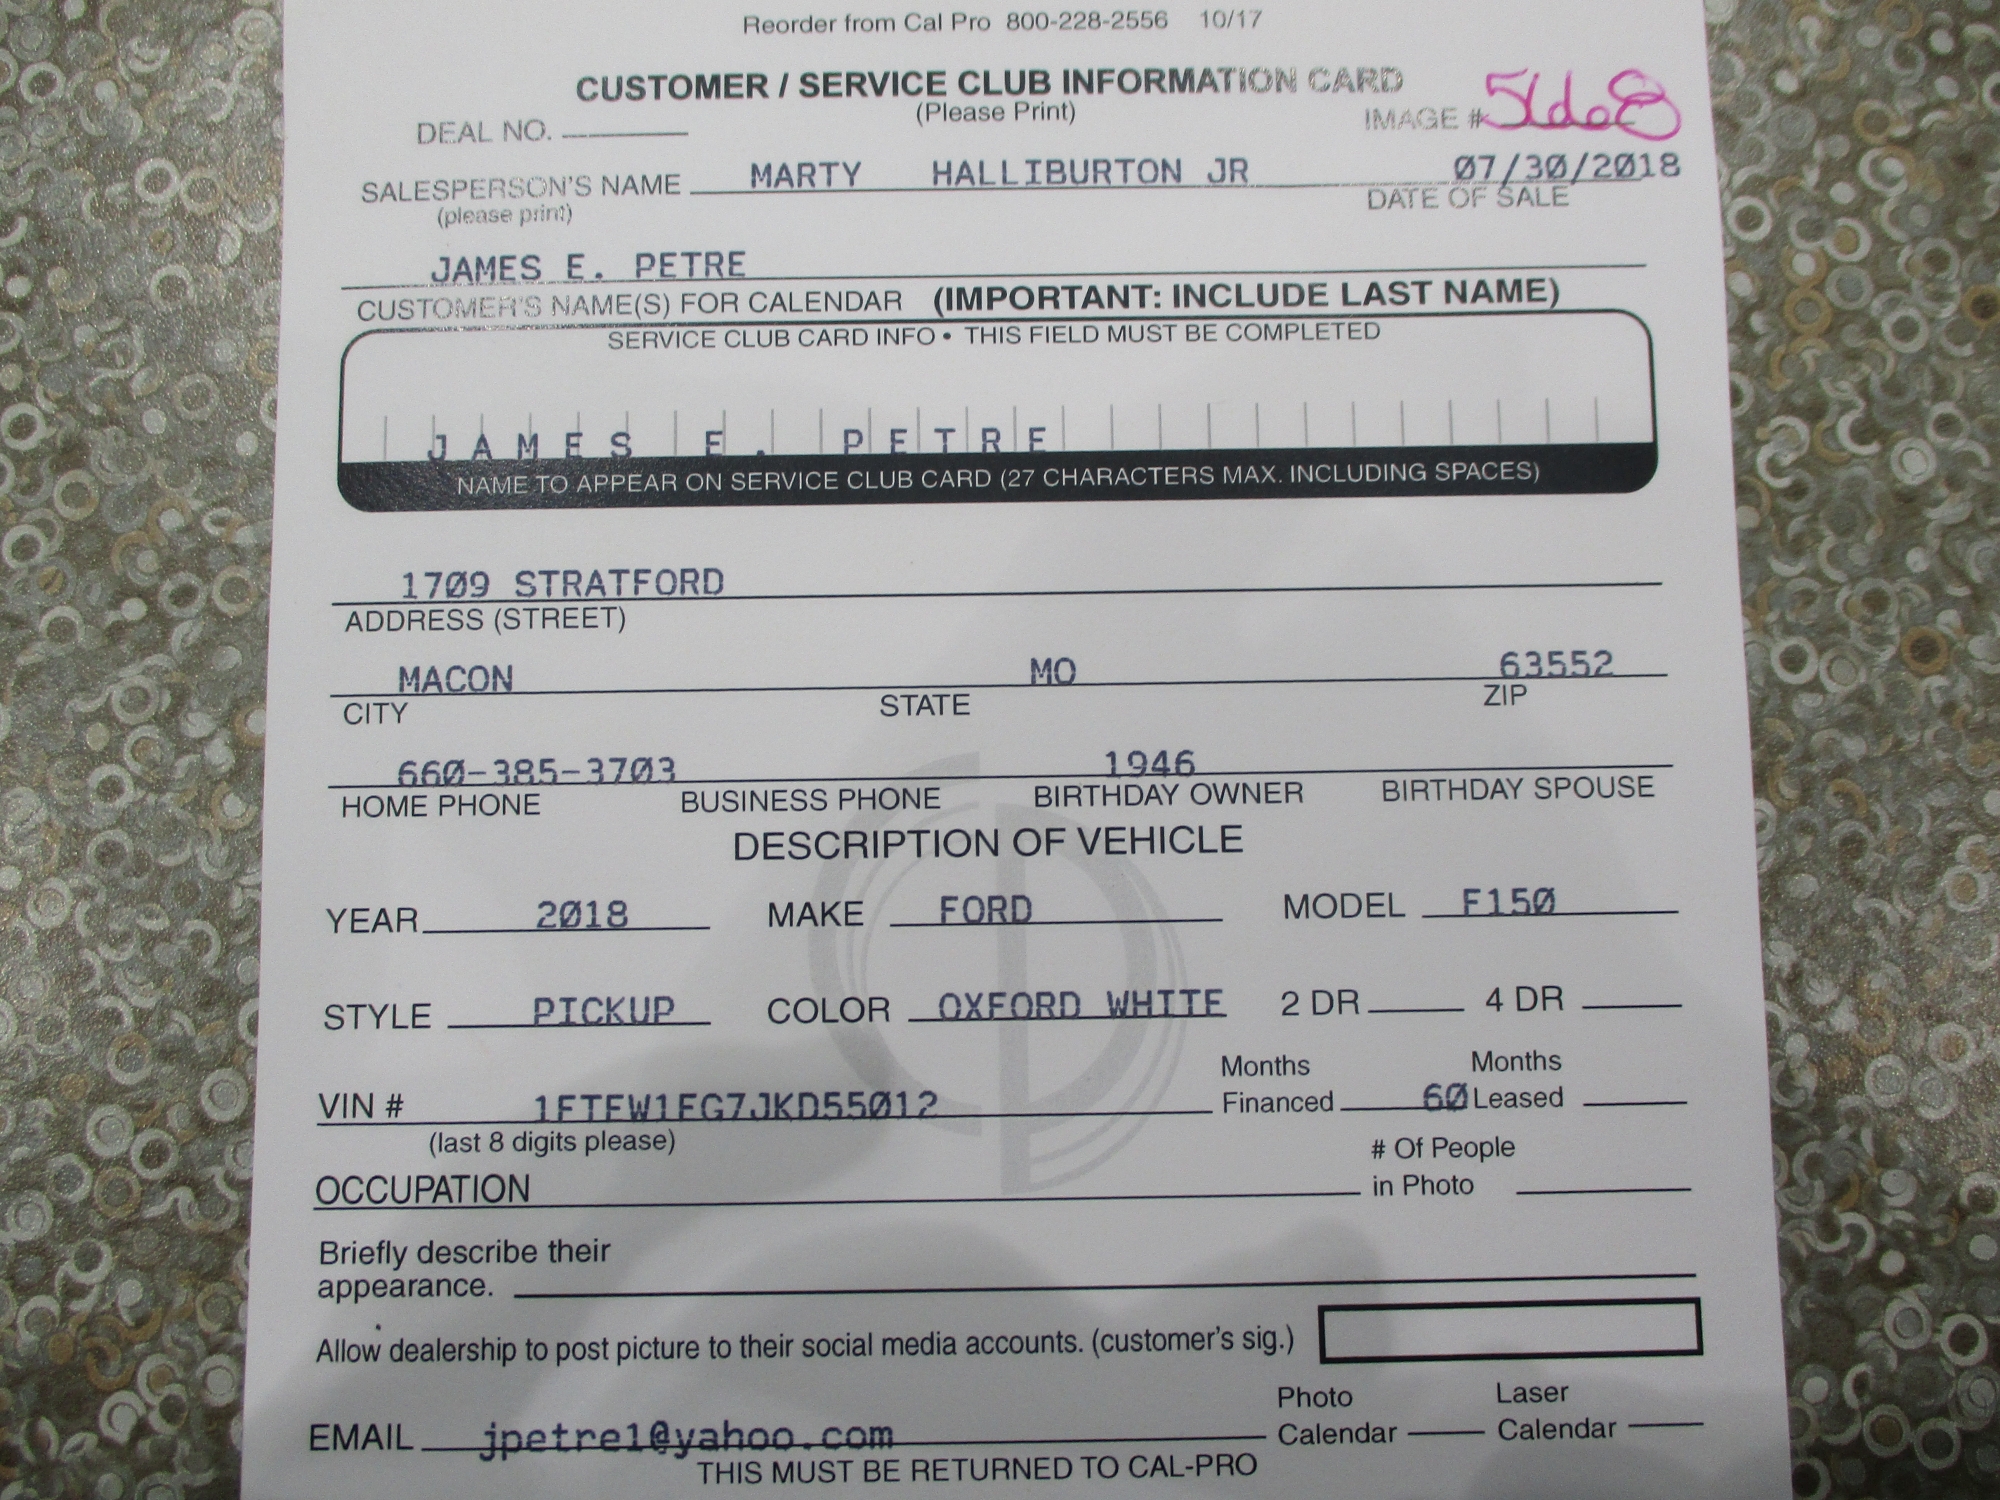 Reorder from Cal Pro 800-228-2556 10/17
CUSTOMER / SERVICE CLUB INFORMATION CARD
(Please Print)
DEAL NO. IMAGE #
SALESPERSON'S NAME MARTY HALLIBURTON JR 07/30/2018
(please print) DATE OF SALE
JAMES E. PETRE
CUSTOMER'S NAME(S) FOR CALENDAR (IMPORTANT: INCLUDE LAST NAME)
SERVICE CLUB CARD INFO • THIS FIELD MUST BE COMPLETED
JAMES E. PETRE
NAME TO APPEAR ON SERVICE CLUB CARD (27 CHARACTERS MAX. INCLUDING SPACES)
1709 STRATFORD
ADDRESS (STREET)
MACON MO 63552
CITY STATE ZIP
660-385-3703 1946
HOME PHONE BUSINESS PHONE BIRTHDAY OWNER BIRTHDAY SPOUSE
DESCRIPTION OF VEHICLE
YEAR 2018 MAKE FORD MODEL F150
STYLE PICKUP COLOR OXFORD WHITE 2 DR 4 DR
Months Months
VIN # 1FTEW1EG7JKD55012 Financed 60 Leased
(last 8 digits please) # Of People
OCCUPATION in Photo
Briefly describe their
appearance.
Allow dealership to post picture to their social media accounts. (customer's sig.)
Photo Laser
EMAIL jpetre1@yahoo.com Calendar Calendar
THIS MUST BE RETURNED TO CAL-PRO